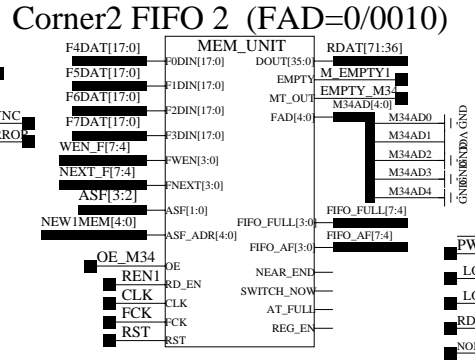 Corner2 FIFO 2 (FAD=0/0010)
MEM_UNIT
F4DAT[17:0] F0DIN[17:0] DOUT[35:0] RDAT[71:36]
F5DAT[17:0] F1DIN[17:0] EMPTY M_EMPTY1
F6DAT[17:0] F2DIN[17:0] MT_OUT EMPTY_M34
F7DAT[17:0] F3DIN[17:0] FAD[4:0] M34AD[4:0]
M34AD0 GND
M34AD1
M34AD2
M34AD3
M34AD4
WEN_F[7:4] FWEN[3:0]
NEXT_F[7:4] FNEXT[3:0]
ASF[3:2] ASF[1:0]
NEW1MEM[4:0] ASF_ADR[4:0]
FIFO_FULL[3:0] FIFO_FULL[7:4]
FIFO_AF[3:0] FIFO_AF[7:4]
OE_M34 OE NEAR_END
REN1 RD_EN SWITCH_NOW
CLK CLK AT_FULL
FCK FCK REG_EN
RST RST